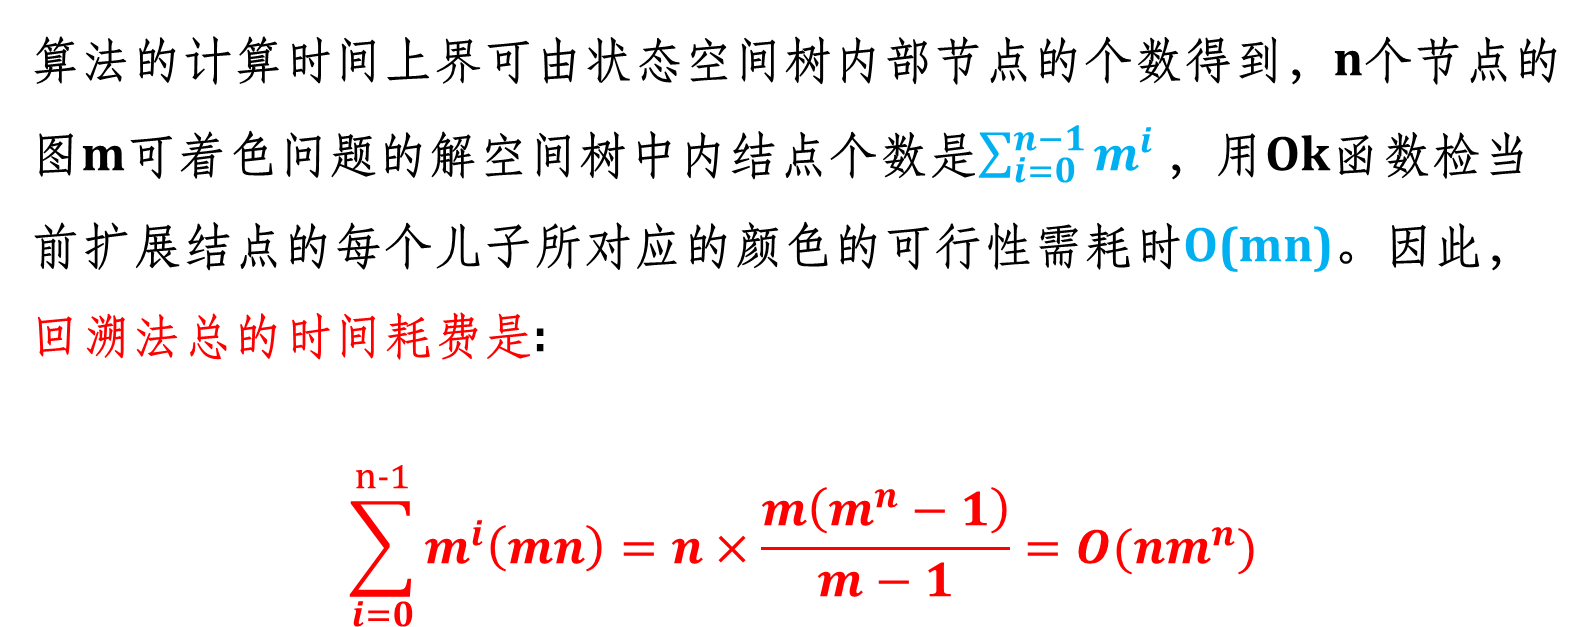 算法的计算时间上界可由状态空间树内部节点的个数得到，n个节点的
图m可着色问题的解空间树中内结点个数是∑_{i=0}^{n−1} m^i ，用Ok函数检当
前扩展结点的每个儿子所对应的颜色的可行性需耗时O(mn)。因此，
回溯法总的时间耗费是:
∑_{i=0}^{n-1} m^i(mn) = n × \frac{m(m^n − 1)}{m − 1} = O(nm^n)